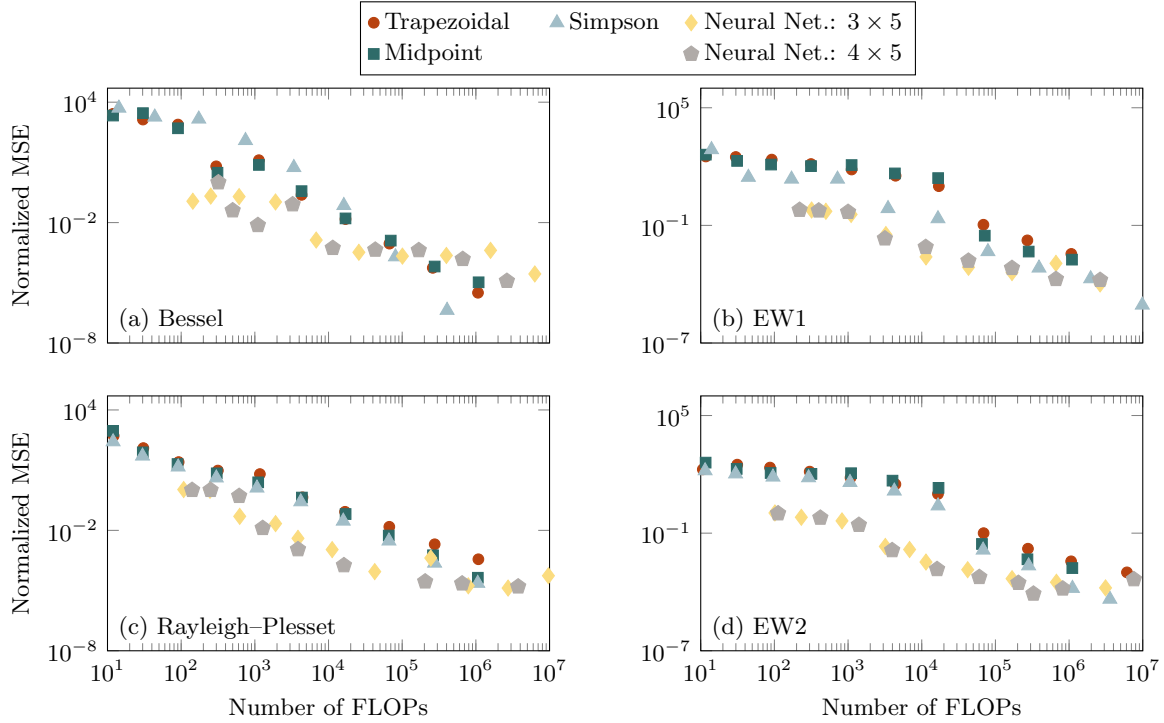 Trapezoidal Simpson Neural Net.: 3 × 5
Midpoint Neural Net.: 4 × 5
10^4
10^-2
10^-8
Normalized MSE
(a) Bessel
10^5
10^-1
10^-7
(b) EW1
10^4
10^-2
10^-8
Normalized MSE
(c) Rayleigh–Plesset
10^1 10^2 10^3 10^4 10^5 10^6 10^7
Number of FLOPs
10^5
10^-1
10^-7
(d) EW2
10^1 10^2 10^3 10^4 10^5 10^6 10^7
Number of FLOPs